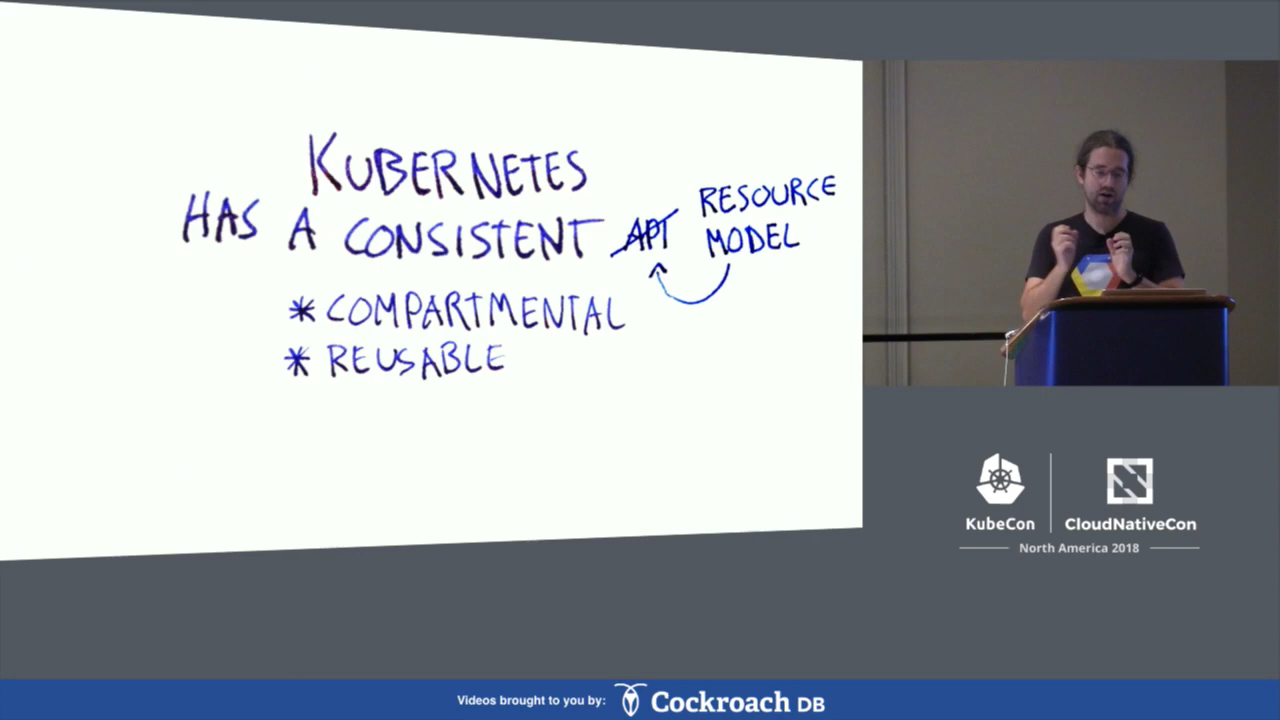 KUBERNETES
HAS A CONSISTENT API RESOURCE MODEL
* COMPARTMENTAL
* REUSABLE
KubeCon
CloudNativeCon
North America 2018
Videos brought to you by:
Cockroach DB